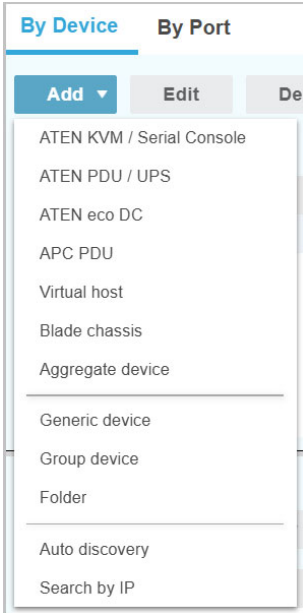 By Device By Port
Add Edit De
ATEN KVM / Serial Console
ATEN PDU / UPS
ATEN eco DC
APC PDU
Virtual host
Blade chassis
Aggregate device
Generic device
Group device
Folder
Auto discovery
Search by IP